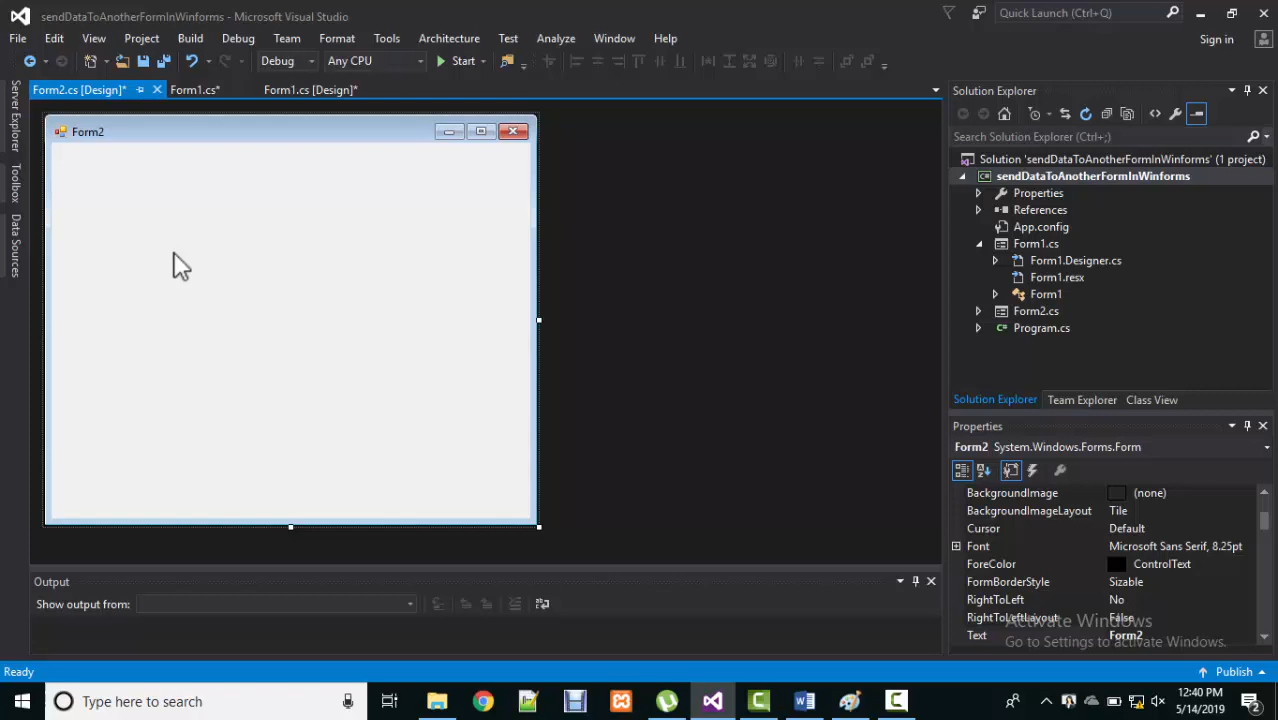 sendDataToAnotherFormInWinforms - Microsoft Visual Studio
Quick Launch (Ctrl+Q)
File Edit View Project Build Debug Team Format Tools Architecture Test Analyze Window Help
Sign in
Debug Any CPU Start
Form2.cs [Design]* Form1.cs* Form1.cs [Design]*
Server Explorer
Toolbox
Data Sources
Form2
Solution Explorer
Search Solution Explorer (Ctrl+;)
Solution 'sendDataToAnotherFormInWinforms' (1 project)
sendDataToAnotherFormInWinforms
Properties
References
App.config
Form1.cs
Form1.Designer.cs
Form1.resx
Form1
Form2.cs
Program.cs
Solution Explorer Team Explorer Class View
Properties
Form2 System.Windows.Forms.Form
BackgroundImage (none)
BackgroundImageLayout Tile
Cursor Default
Font Microsoft Sans Serif, 8.25pt
ForeColor ControlText
FormBorderStyle Sizable
RightToLeft No
RightToLeftLayout False
Text Form2
Activate Windows
Go to Settings to activate Windows.
Output
Show output from:
Ready
Publish
Type here to search
12:40 PM
5/14/2019
2